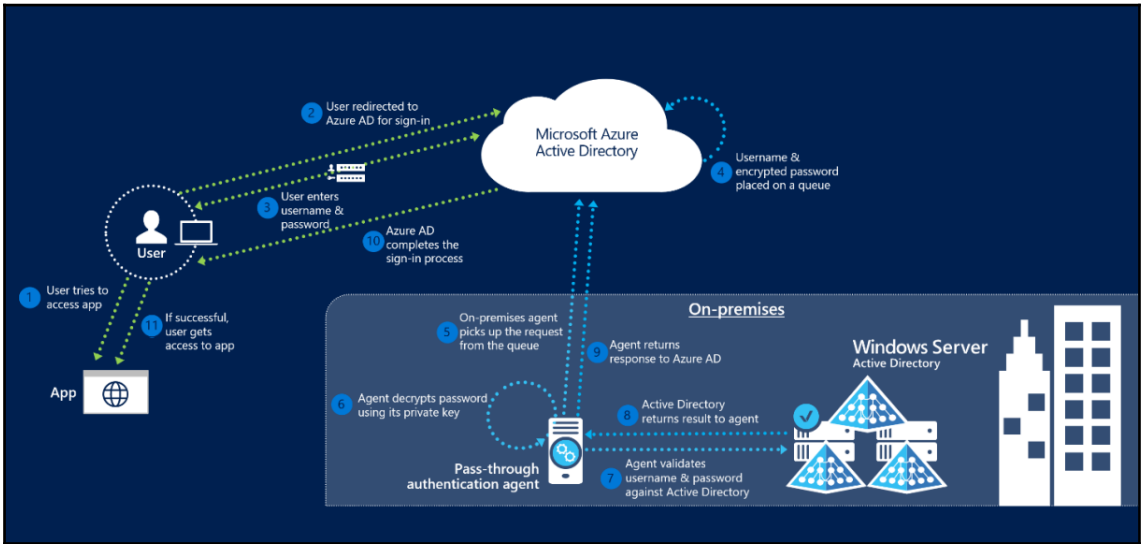 2
User redirected to
Azure AD for sign-in
Microsoft Azure
Active Directory
4
Username &
encrypted password
placed on a queue
3
User enters
username &
password
User
10
Azure AD
completes the
sign-in process
1
User tries to
access app
11
If successful,
user gets
access to app
App
On-premises
5
On-premises agent
picks up the request
from the queue
9
Agent returns
response to Azure AD
Windows Server
Active Directory
6
Agent decrypts password
using its private key
8
Active Directory
returns result to agent
Pass-through
authentication agent
7
Agent validates
username & password
against Active Directory